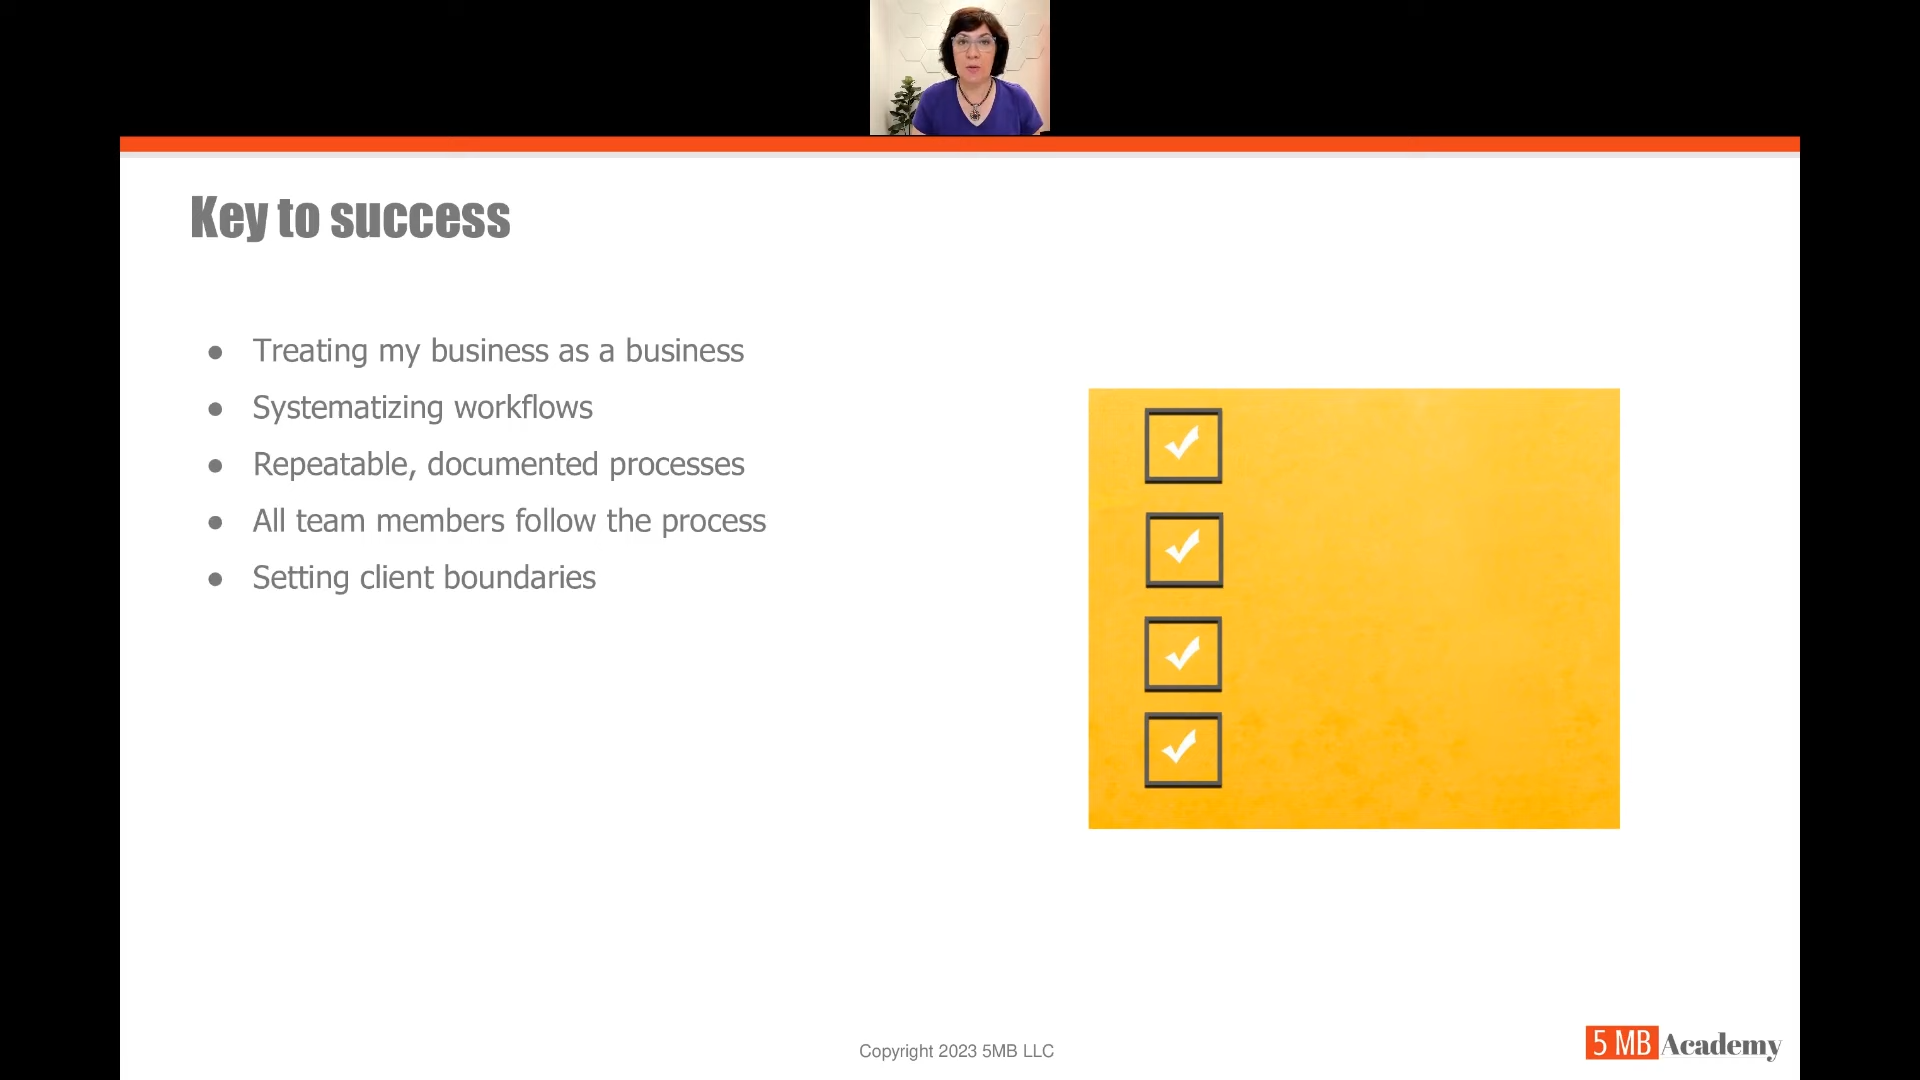 Key to success
● Treating my business as a business
● Systematizing workflows
● Repeatable, documented processes
● All team members follow the process
● Setting client boundaries
Copyright 2023 5MB LLC
5 MB Academy